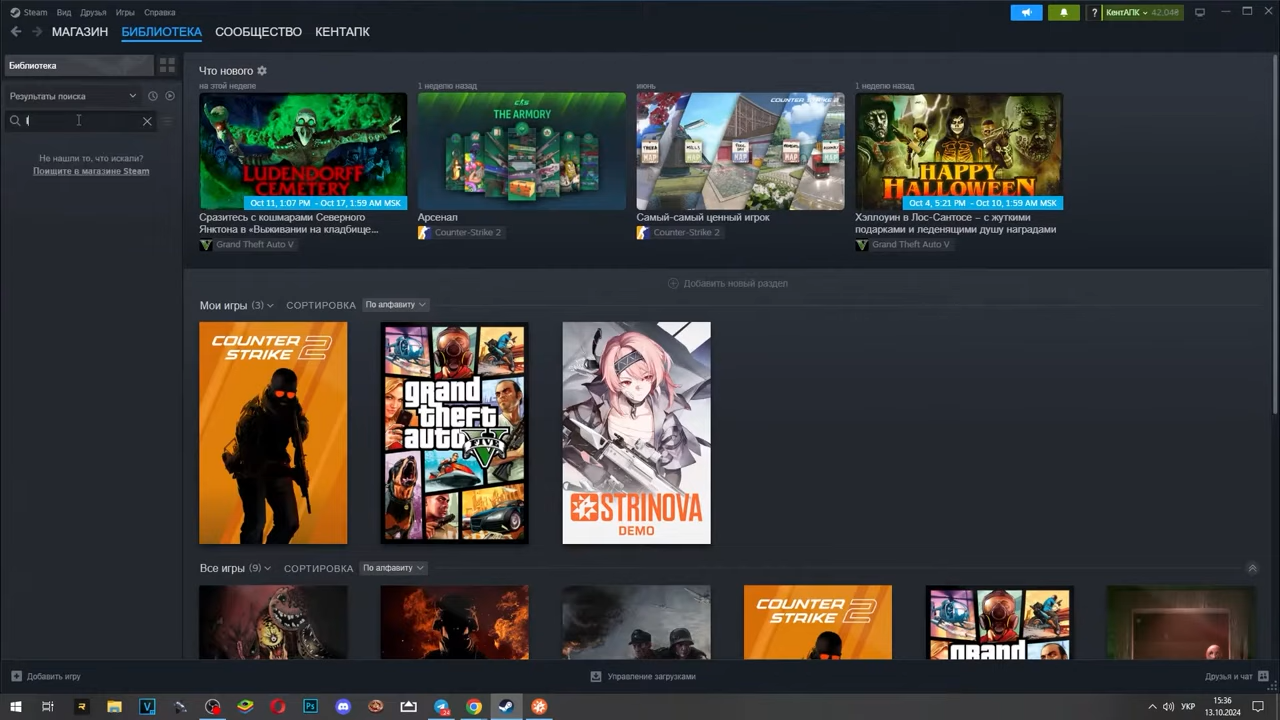 Steam Вид Друзья Игры Справка
КентАПК 42,04₴
МАГАЗИН БИБЛИОТЕКА СООБЩЕСТВО КЕНТАПК
Библиотека
Что нового
Результаты поиска
на этой неделе
1 неделю назад
июнь
1 неделю назад
Не нашли то, что искали?
Поищите в магазине Steam
LUDENDORFF
CEMETERY
Oct 11, 1:07 PM - Oct 17, 1:59 AM MSK
THE ARMORY
COUNTER-STRIKE 2
HAPPY
HALLOWEEN
Oct 4, 5:21 PM - Oct 10, 1:59 AM MSK
Сразитесь с кошмарами Северного
Янктона в «Выживании на кладбище...
Grand Theft Auto V
Арсенал
Counter-Strike 2
Самый-самый ценный игрок
Counter-Strike 2
Хэллоуин в Лос-Сантосе – с жуткими
подарками и леденящими душу наградами
Grand Theft Auto V
Добавить новый раздел
Мои игры (3) СОРТИРОВКА По алфавиту
COUNTER
STRIKE 2
grand
theft
auto
FIVE
STRINOVA
DEMO
Все игры (9) СОРТИРОВКА По алфавиту
COUNTER
STRIKE 2
grand
Добавить игру
Управление загрузками
Друзья и чат
УКР
15:36
13.10.2024